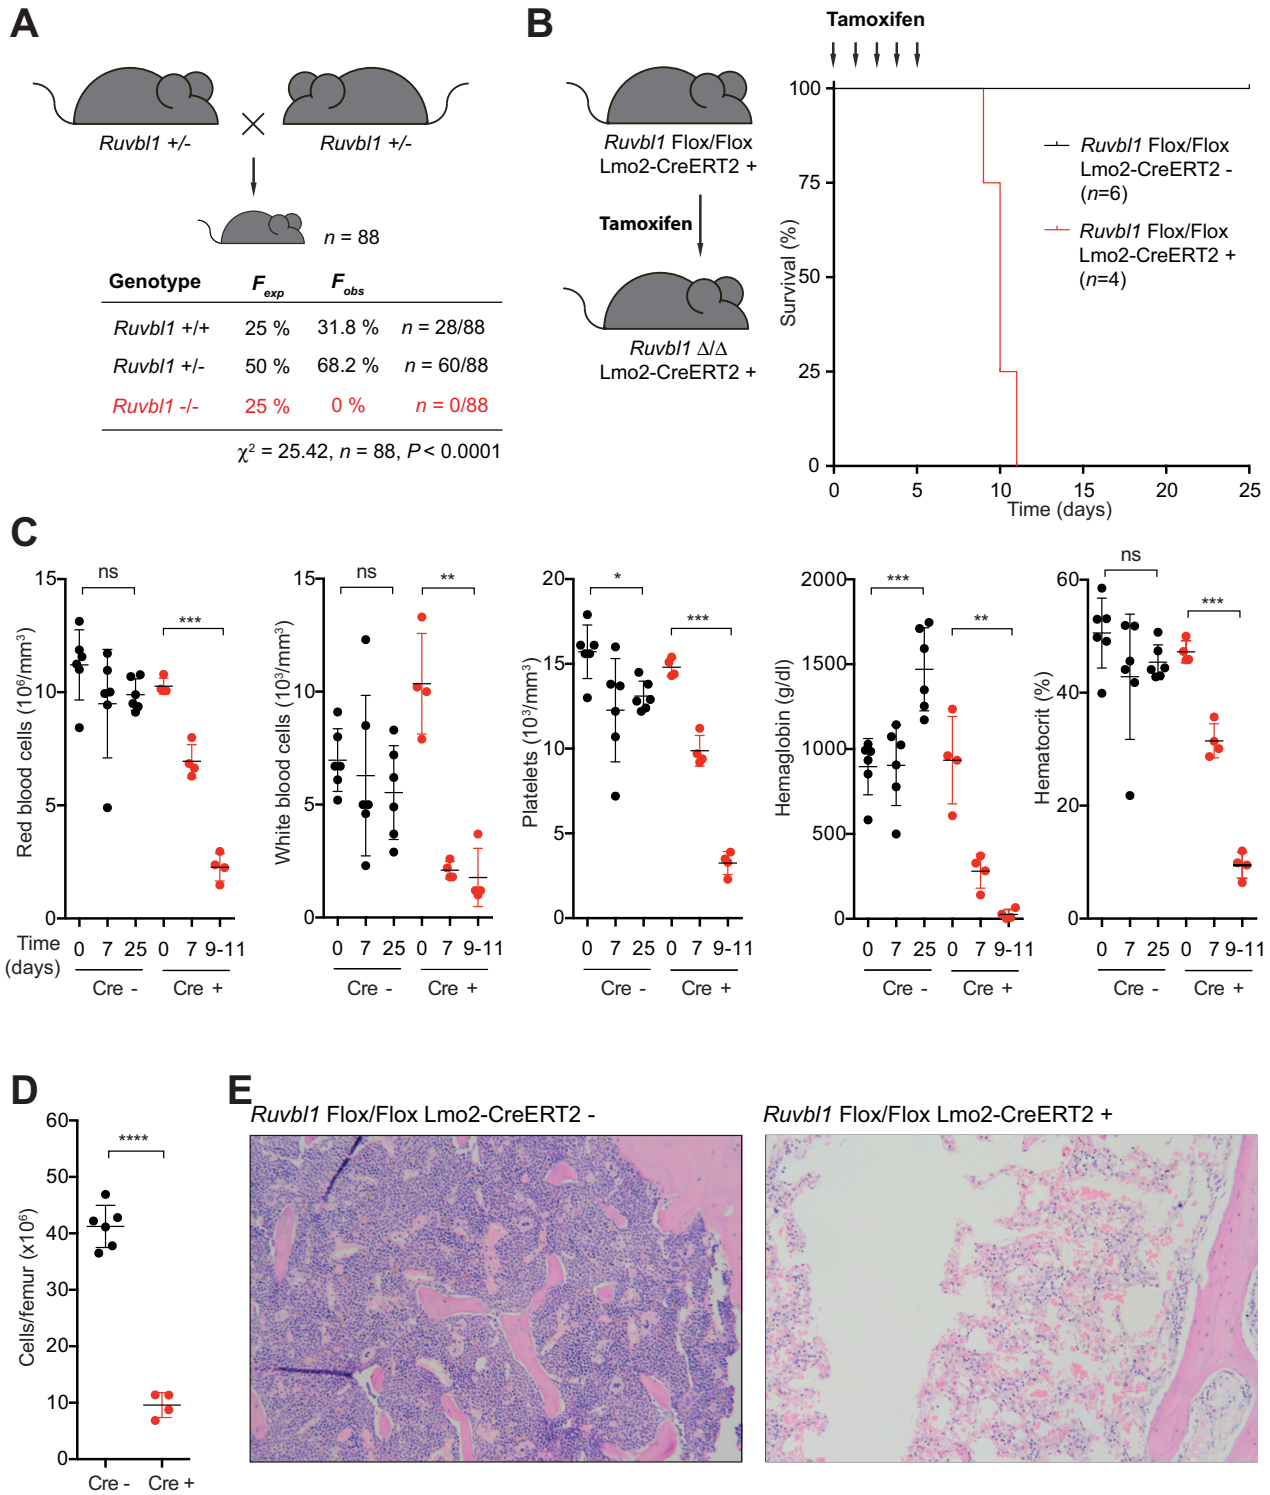 A
Ruvbl1 +/-
Ruvbl1 +/-
n = 88
Genotype Fexp Fobs
Ruvbl1 +/+ 25 % 31.8 % n = 28/88
Ruvbl1 +/- 50 % 68.2 % n = 60/88
Ruvbl1 -/- 25 % 0 % n = 0/88
χ² = 25.42, n = 88, P < 0.0001
B
Ruvbl1 Flox/Flox
Lmo2-CreERT2 +
Tamoxifen
Ruvbl1 Δ/Δ
Lmo2-CreERT2 +
Tamoxifen
Survival (%)
100
75
50
25
0
0 5 10 15 20 25
Time (days)
Ruvbl1 Flox/Flox
Lmo2-CreERT2 -
(n=6)
Ruvbl1 Flox/Flox
Lmo2-CreERT2 +
(n=4)
C
Red blood cells (10⁶/mm³)
15
10
5
0
ns
***
Time
(days)
0 7 25 0 7 9-11
Cre - Cre +
White blood cells (10³/mm³)
15
10
5
0
ns
**
0 7 25 0 7 9-11
Cre - Cre +
Platelets (10³/mm³)
20
15
10
5
0
*
***
0 7 25 0 7 9-11
Cre - Cre +
Hemaglobin (g/dl)
2000
1500
1000
500
0
***
**
0 7 25 0 7 9-11
Cre - Cre +
Hematocrit (%)
60
40
20
0
ns
***
0 7 25 0 7 9-11
Cre - Cre +
D
Cells/femur (x10⁶)
60
50
40
30
20
10
0
****
Cre - Cre +
E
Ruvbl1 Flox/Flox Lmo2-CreERT2 -
Ruvbl1 Flox/Flox Lmo2-CreERT2 +